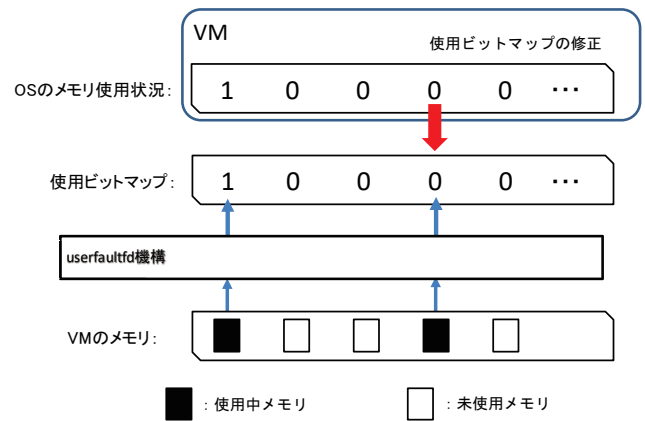 VM
使用ビットマップの修正
OSのメモリ使用状況: 1 0 0 0 0 ･･･
使用ビットマップ: 1 0 0 0 0 ･･･
userfaultfd機構
VMのメモリ:
: 使用中メモリ : 未使用メモリ